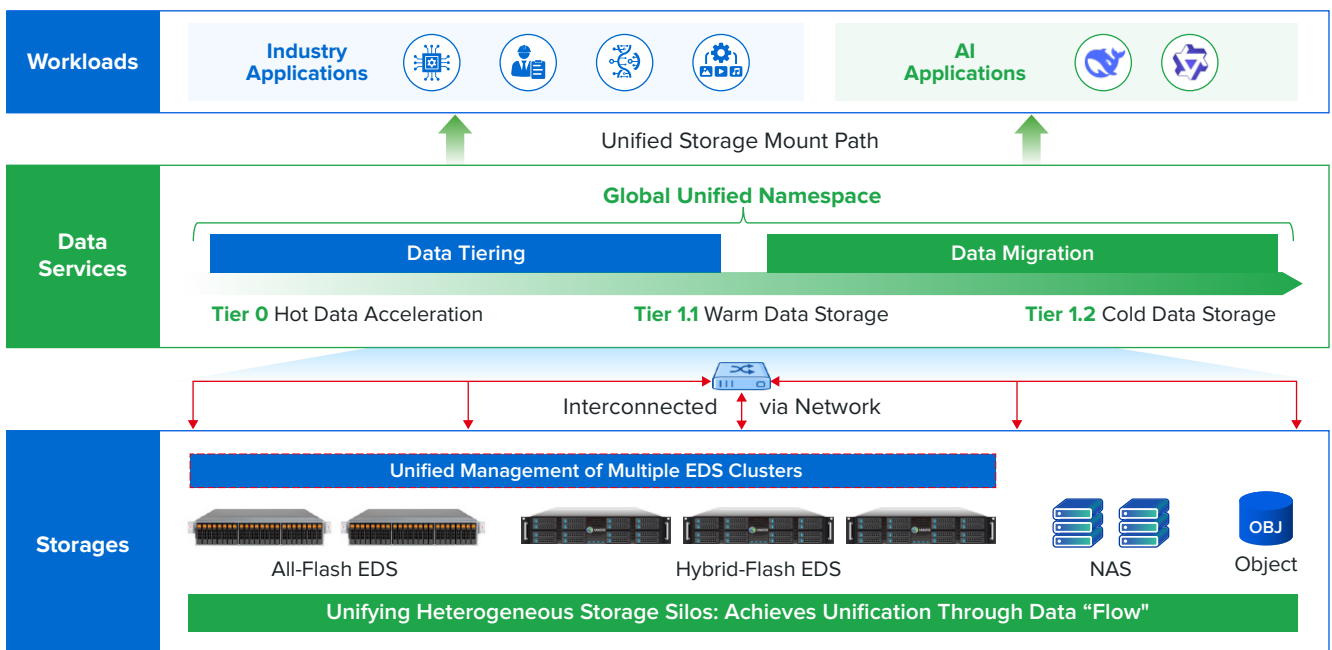 Workloads
Industry
Applications
AI
Applications
Unified Storage Mount Path
Data
Services
Global Unified Namespace
Data Tiering
Data Migration
Tier 0 Hot Data Acceleration
Tier 1.1 Warm Data Storage
Tier 1.2 Cold Data Storage
Interconnected via Network
Storages
Unified Management of Multiple EDS Clusters
All-Flash EDS
Hybrid-Flash EDS
NAS
OBJ
Object
Unifying Heterogeneous Storage Silos: Achieves Unification Through Data “Flow"